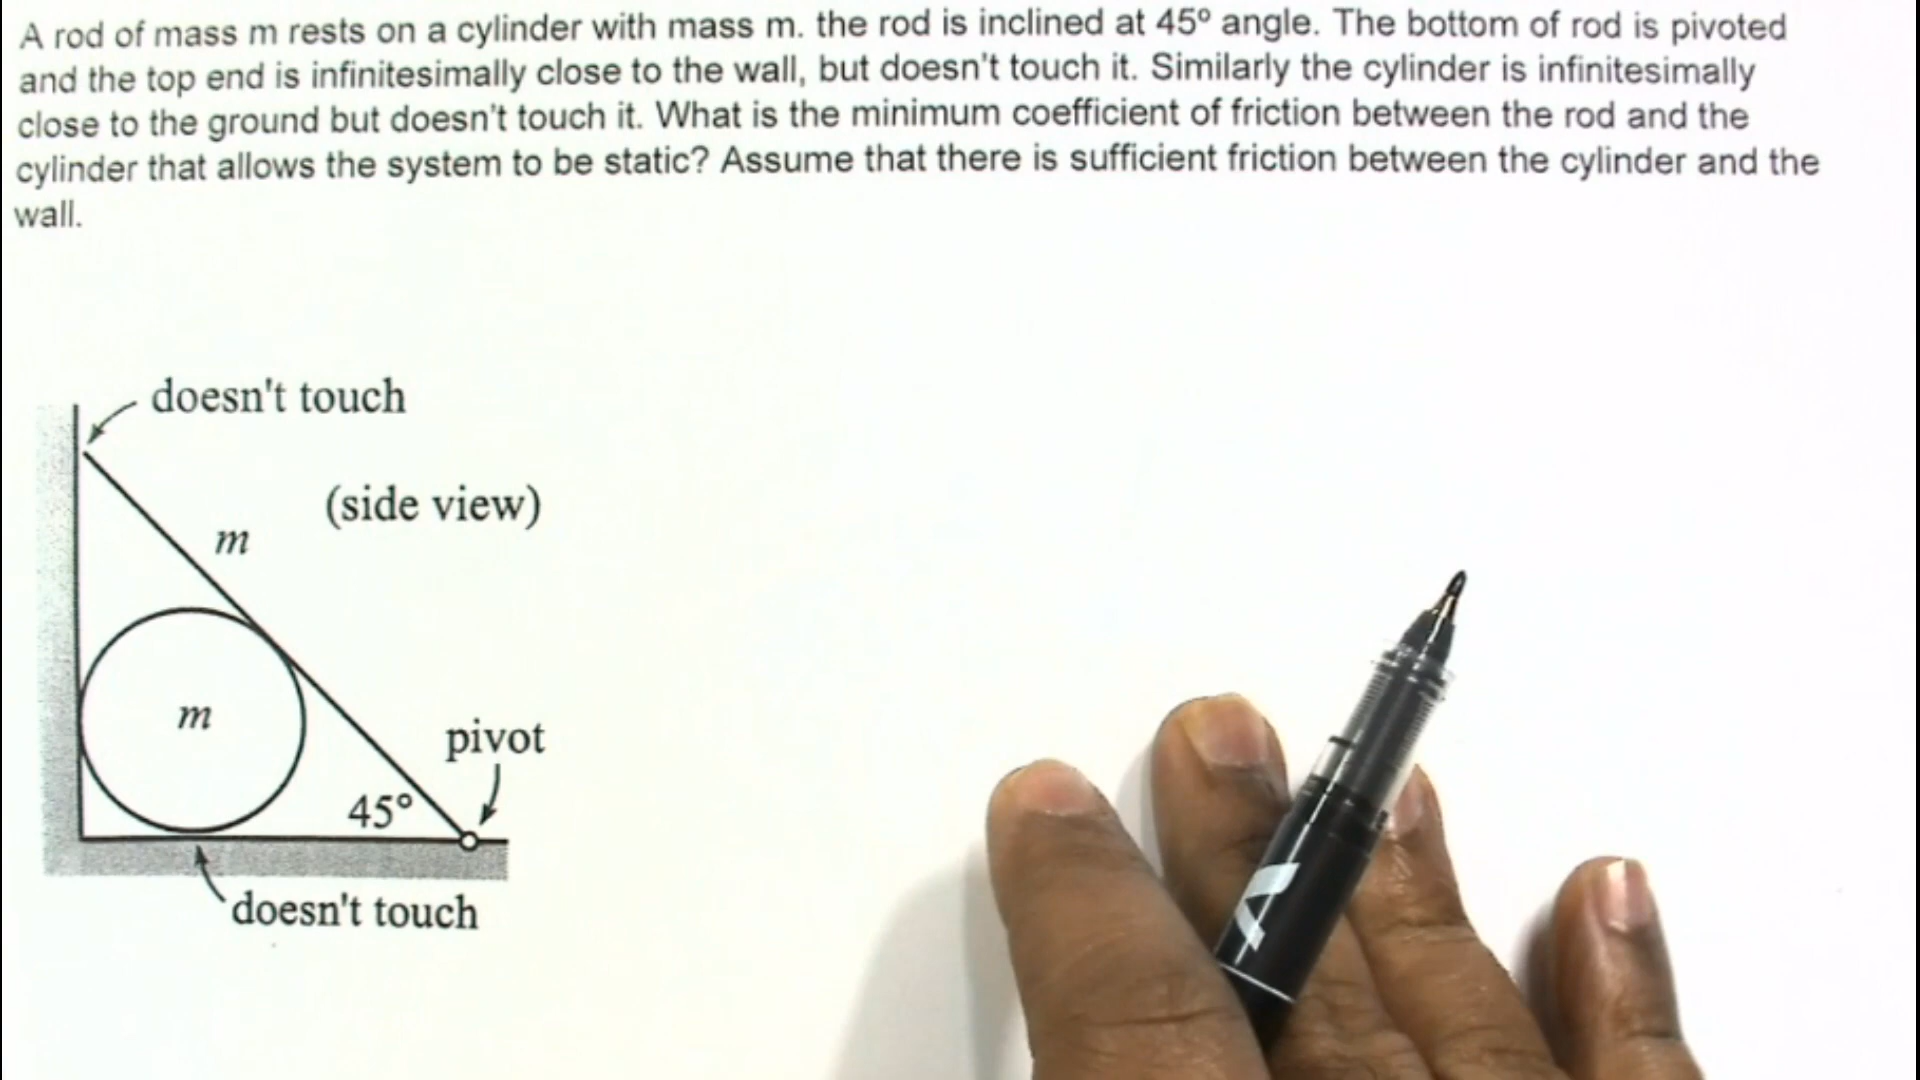 A rod of mass m rests on a cylinder with mass m. the rod is inclined at 45º angle. The bottom of rod is pivoted
and the top end is infinitesimally close to the wall, but doesn't touch it. Similarly the cylinder is infinitesimally
close to the ground but doesn't touch it. What is the minimum coefficient of friction between the rod and the
cylinder that allows the system to be static? Assume that there is sufficient friction between the cylinder and the
wall.
doesn't touch
(side view)
m
m
pivot
45º
doesn't touch